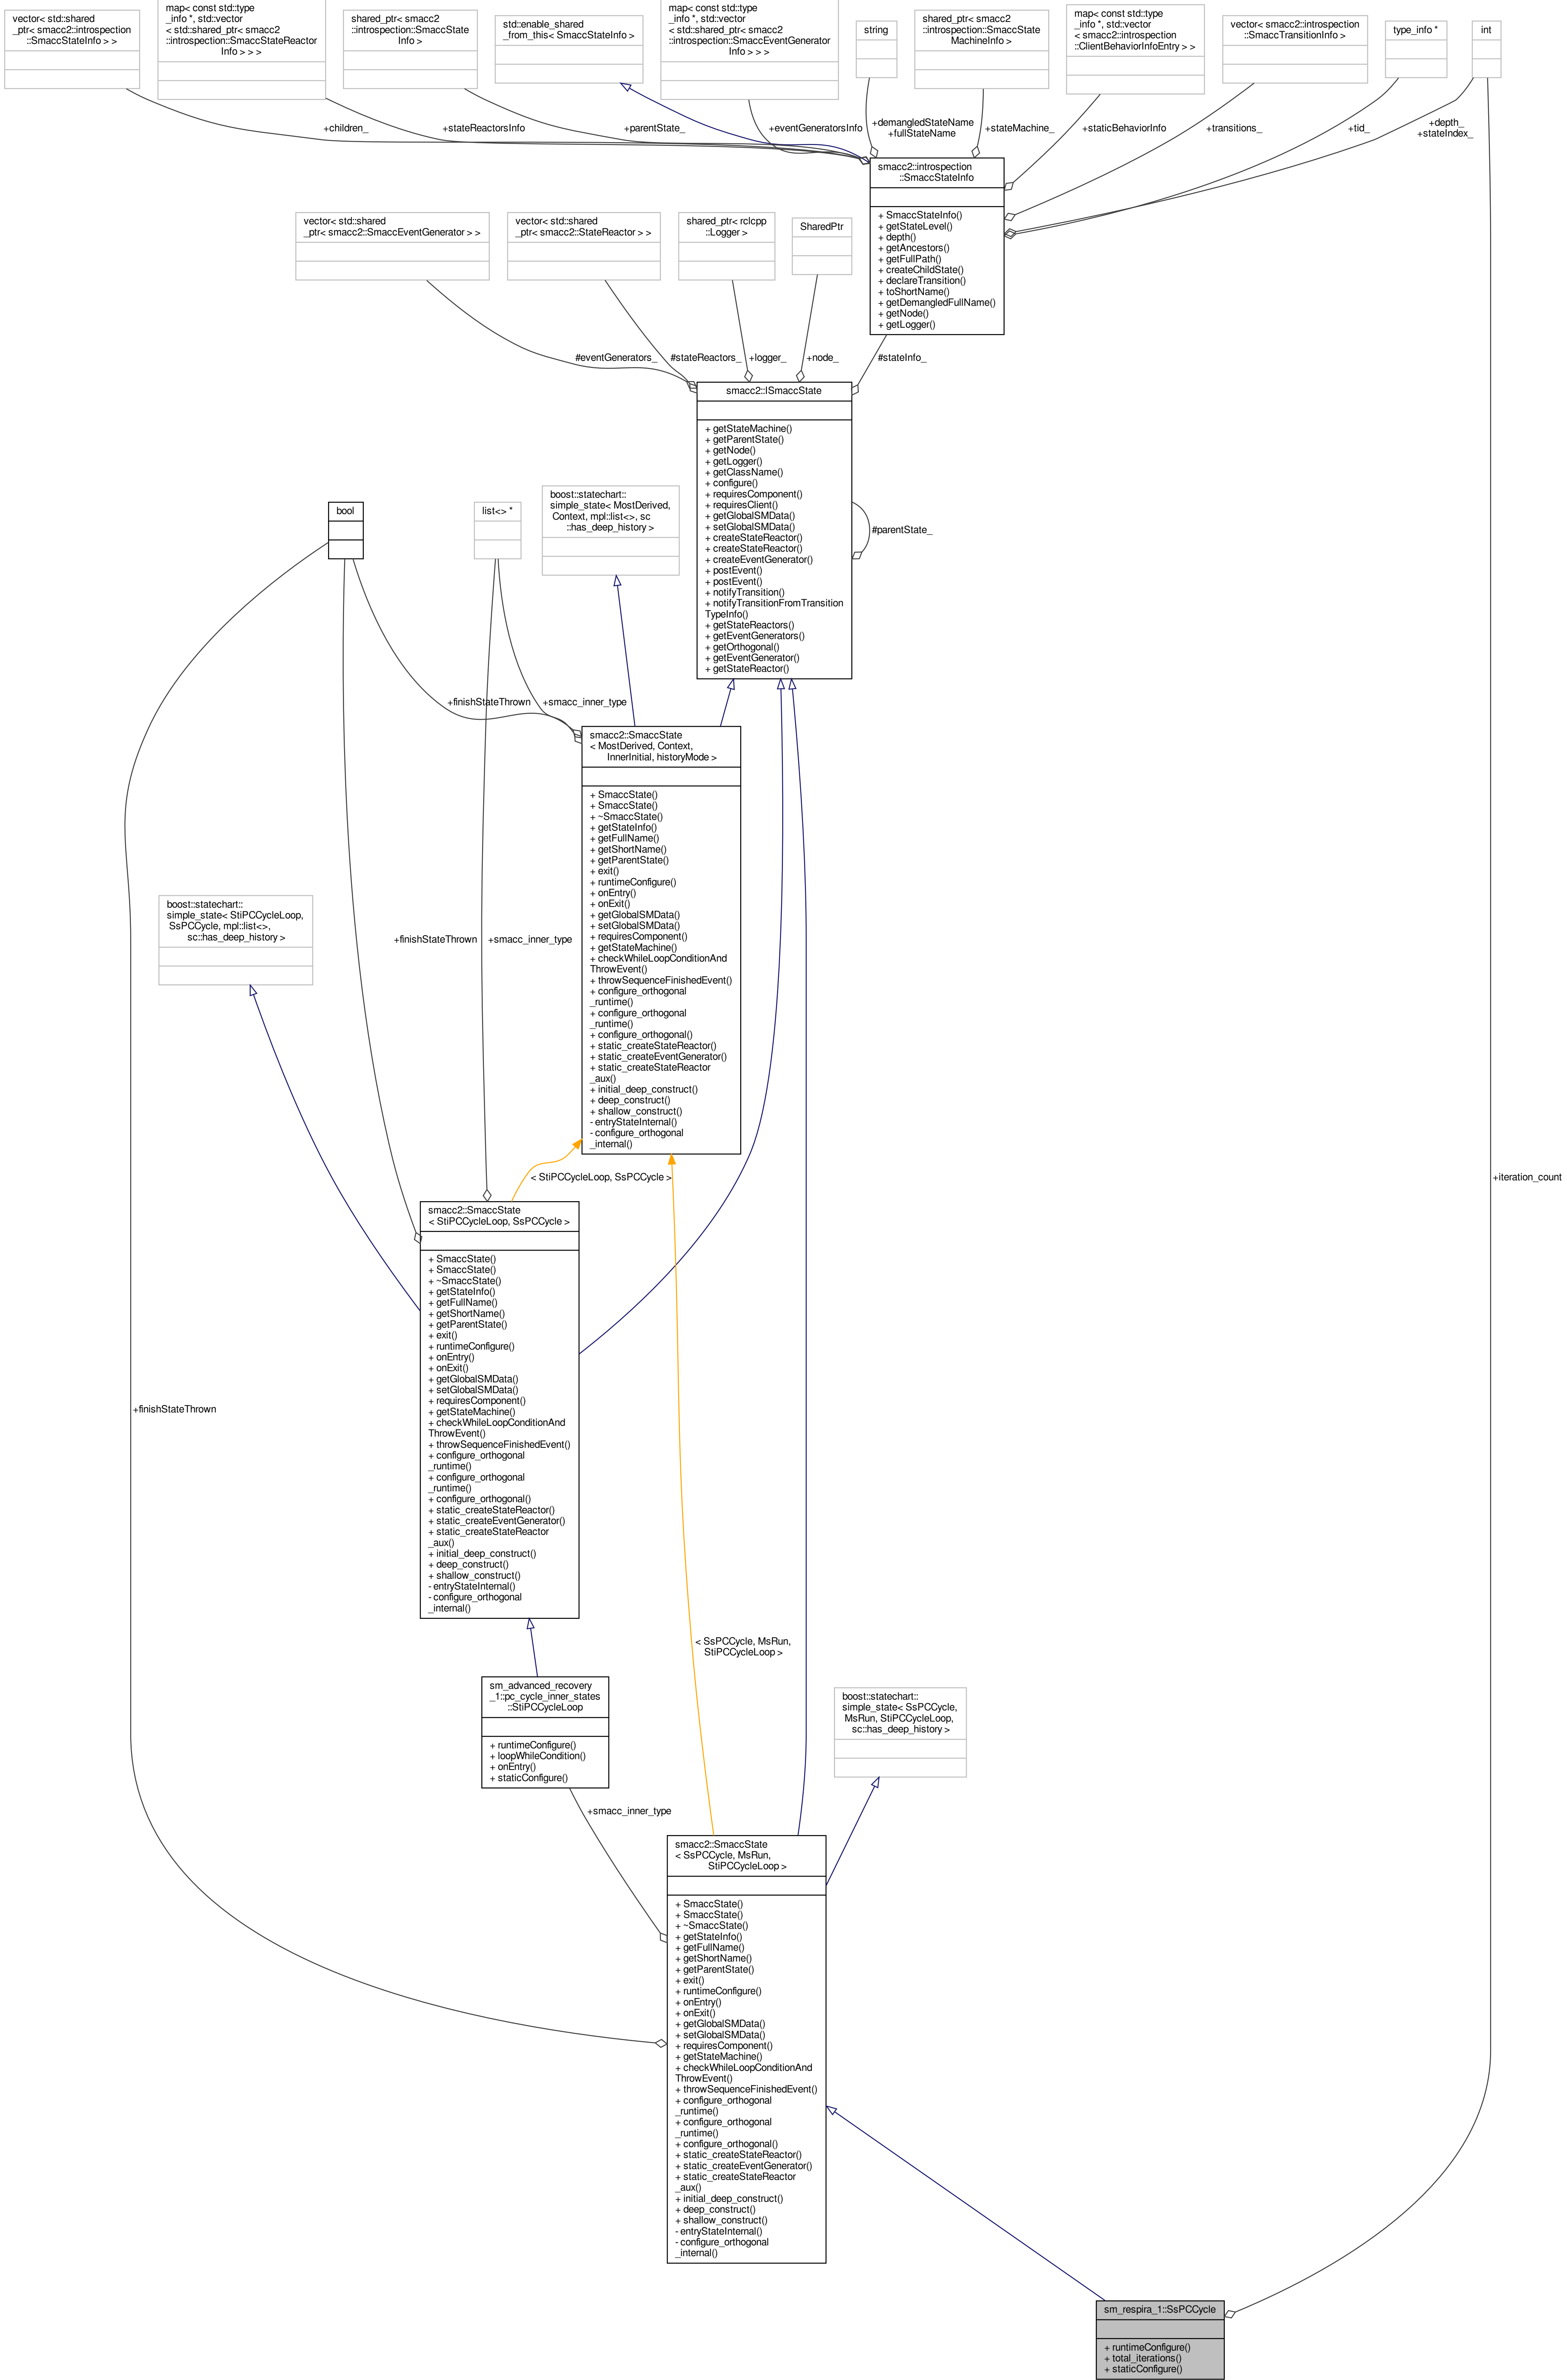 vector< std::shared
_ptr< smacc2::introspection
::SmaccStateInfo > >
map< const std::type
_info *, std::vector
< std::shared_ptr< smacc2
::introspection::SmaccStateReactor
Info > > >
shared_ptr< smacc2
::introspection::SmaccState
Info >
std::enable_shared
_from_this< SmaccStateInfo >
map< const std::type
_info *, std::vector
< std::shared_ptr< smacc2
::introspection::SmaccEventGenerator
Info > > >
string
shared_ptr< smacc2
::introspection::SmaccState
MachineInfo >
map< const std::type
_info *, std::vector
< smacc2::introspection
::ClientBehaviorInfoEntry > >
vector< smacc2::introspection
::SmaccTransitionInfo >
type_info *
int
+children_
+stateReactorsInfo
+parentState_
+eventGeneratorsInfo
+demangledStateName
+fullStateName
+stateMachine_
+staticBehaviorInfo
+transitions_
+tid_
+depth_
+stateIndex_
smacc2::introspection
::SmaccStateInfo
+ SmaccStateInfo()
+ getStateLevel()
+ depth()
+ getAncestors()
+ getFullPath()
+ createChildState()
+ declareTransition()
+ toShortName()
+ getDemangledFullName()
+ getNode()
+ getLogger()
vector< std::shared
_ptr< smacc2::SmaccEventGenerator > >
vector< std::shared
_ptr< smacc2::StateReactor > >
shared_ptr< rclcpp
::Logger >
SharedPtr
#eventGenerators_
#stateReactors_
+logger_
+node_
#stateInfo_
smacc2::ISmaccState
+ getStateMachine()
+ getParentState()
+ getNode()
+ getLogger()
+ getClassName()
+ configure()
+ requiresComponent()
+ requiresClient()
+ getGlobalSMData()
+ setGlobalSMData()
+ createStateReactor()
+ createStateReactor()
+ createEventGenerator()
+ postEvent()
+ postEvent()
+ notifyTransition()
+ notifyTransitionFromTransition
TypeInfo()
+ getStateReactors()
+ getEventGenerators()
+ getOrthogonal()
+ getEventGenerator()
+ getStateReactor()
#parentState_
bool
list<> *
boost::statechart::
simple_state< MostDerived,
Context, mpl::list<>, sc
::has_deep_history >
+finishStateThrown
+smacc_inner_type
smacc2::SmaccState
< MostDerived, Context,
InnerInitial, historyMode >
+ SmaccState()
+ SmaccState()
+ ~SmaccState()
+ getStateInfo()
+ getFullName()
+ getShortName()
+ getParentState()
+ exit()
+ runtimeConfigure()
+ onEntry()
+ onExit()
+ getGlobalSMData()
+ setGlobalSMData()
+ requiresComponent()
+ getStateMachine()
+ checkWhileLoopConditionAnd
ThrowEvent()
+ throwSequenceFinishedEvent()
+ configure_orthogonal
_runtime()
+ configure_orthogonal
_runtime()
+ configure_orthogonal()
+ static_createStateReactor()
+ static_createEventGenerator()
+ static_createStateReactor
_aux()
+ initial_deep_construct()
+ deep_construct()
+ shallow_construct()
- entryStateInternal()
- configure_orthogonal
_internal()
boost::statechart::
simple_state< StiPCCycleLoop,
SsPCCycle, mpl::list<>,
sc::has_deep_history >
+finishStateThrown
+smacc_inner_type
< StiPCCycleLoop, SsPCCycle >
+iteration_count
smacc2::SmaccState
< StiPCCycleLoop, SsPCCycle >
+ SmaccState()
+ SmaccState()
+ ~SmaccState()
+ getStateInfo()
+ getFullName()
+ getShortName()
+ getParentState()
+ exit()
+ runtimeConfigure()
+ onEntry()
+ onExit()
+ getGlobalSMData()
+ setGlobalSMData()
+ requiresComponent()
+ getStateMachine()
+ checkWhileLoopConditionAnd
ThrowEvent()
+ throwSequenceFinishedEvent()
+ configure_orthogonal
_runtime()
+ configure_orthogonal
_runtime()
+ configure_orthogonal()
+ static_createStateReactor()
+ static_createEventGenerator()
+ static_createStateReactor
_aux()
+ initial_deep_construct()
+ deep_construct()
+ shallow_construct()
- entryStateInternal()
- configure_orthogonal
_internal()
+finishStateThrown
< SsPCCycle, MsRun,
StiPCCycleLoop >
sm_advanced_recovery
_1::pc_cycle_inner_states
::StiPCCycleLoop
+ runtimeConfigure()
+ loopWhileCondition()
+ onEntry()
+ staticConfigure()
boost::statechart::
simple_state< SsPCCycle,
MsRun, StiPCCycleLoop,
sc::has_deep_history >
+smacc_inner_type
smacc2::SmaccState
< SsPCCycle, MsRun,
StiPCCycleLoop >
+ SmaccState()
+ SmaccState()
+ ~SmaccState()
+ getStateInfo()
+ getFullName()
+ getShortName()
+ getParentState()
+ exit()
+ runtimeConfigure()
+ onEntry()
+ onExit()
+ getGlobalSMData()
+ setGlobalSMData()
+ requiresComponent()
+ getStateMachine()
+ checkWhileLoopConditionAnd
ThrowEvent()
+ throwSequenceFinishedEvent()
+ configure_orthogonal
_runtime()
+ configure_orthogonal
_runtime()
+ configure_orthogonal()
+ static_createStateReactor()
+ static_createEventGenerator()
+ static_createStateReactor
_aux()
+ initial_deep_construct()
+ deep_construct()
+ shallow_construct()
- entryStateInternal()
- configure_orthogonal
_internal()
sm_respira_1::SsPCCycle
+ runtimeConfigure()
+ total_iterations()
+ staticConfigure()